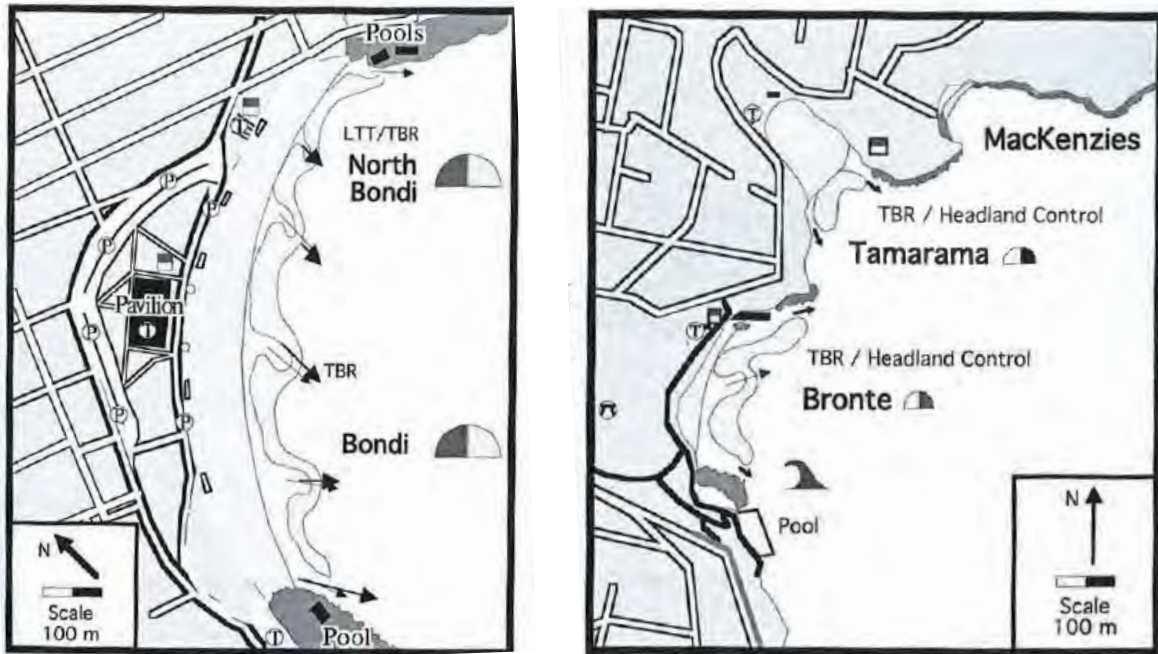 Pools
T
LTT/TBR
North
Bondi
P
P
P
Pavilion
T
P
TBR
P
Bondi
N
Scale
100 m
T
Pool
T
MacKenzies
TBR / Headland Control
Tamarama
T
TBR / Headland Control
Bronte
Pool
N
Scale
100 m